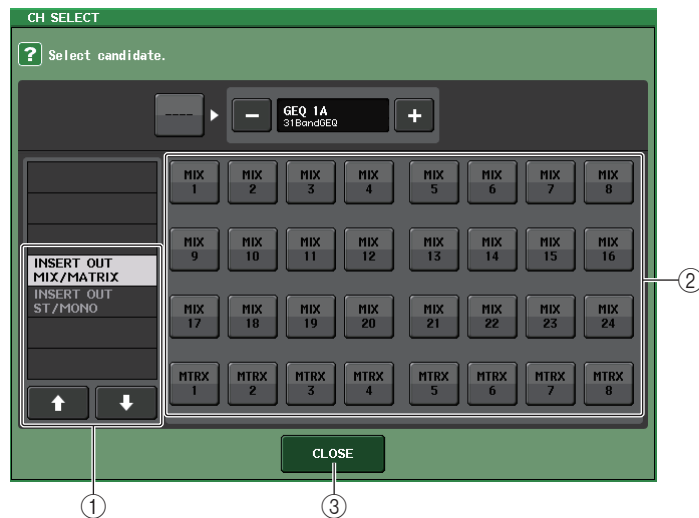 CH SELECT
? Select candidate.
----
−
GEQ 1A
31BandGEQ
+
INSERT OUT
MIX/MATRIX
INSERT OUT
ST/MONO
MIX 1 MIX 2 MIX 3 MIX 4 MIX 5 MIX 6 MIX 7 MIX 8
MIX 9 MIX 10 MIX 11 MIX 12 MIX 13 MIX 14 MIX 15 MIX 16
MIX 17 MIX 18 MIX 19 MIX 20 MIX 21 MIX 22 MIX 23 MIX 24
MTRX 1 MTRX 2 MTRX 3 MTRX 4 MTRX 5 MTRX 6 MTRX 7 MTRX 8
②
CLOSE
① ③